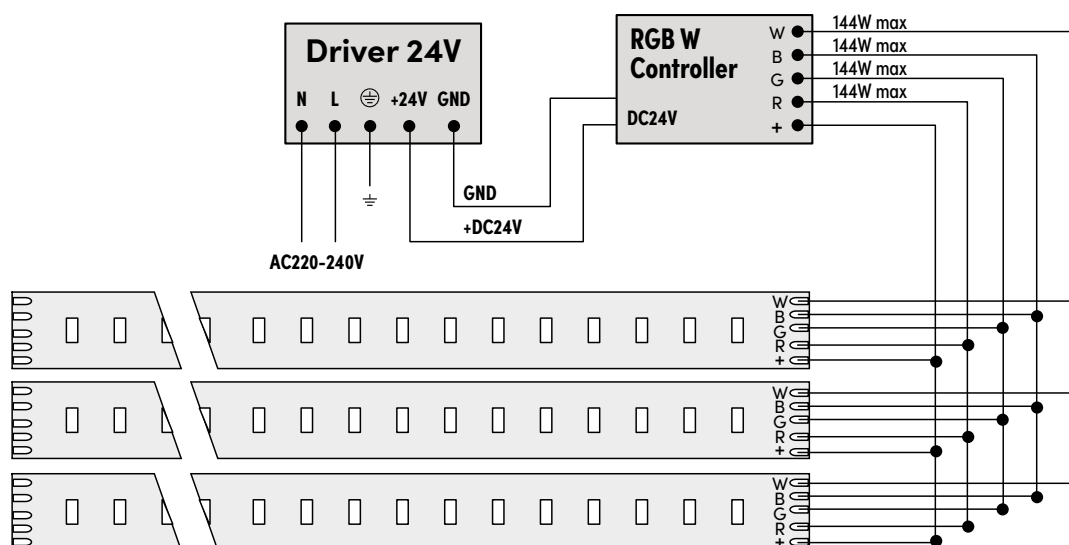 Driver 24V
N L +24V GND
RGB W
Controller
DC24V
W
B
G
R
+
144W max
144W max
144W max
144W max
GND
+DC24V
AC220-240V
W
B
G
R
+
W
B
G
R
+
W
B
G
R
+